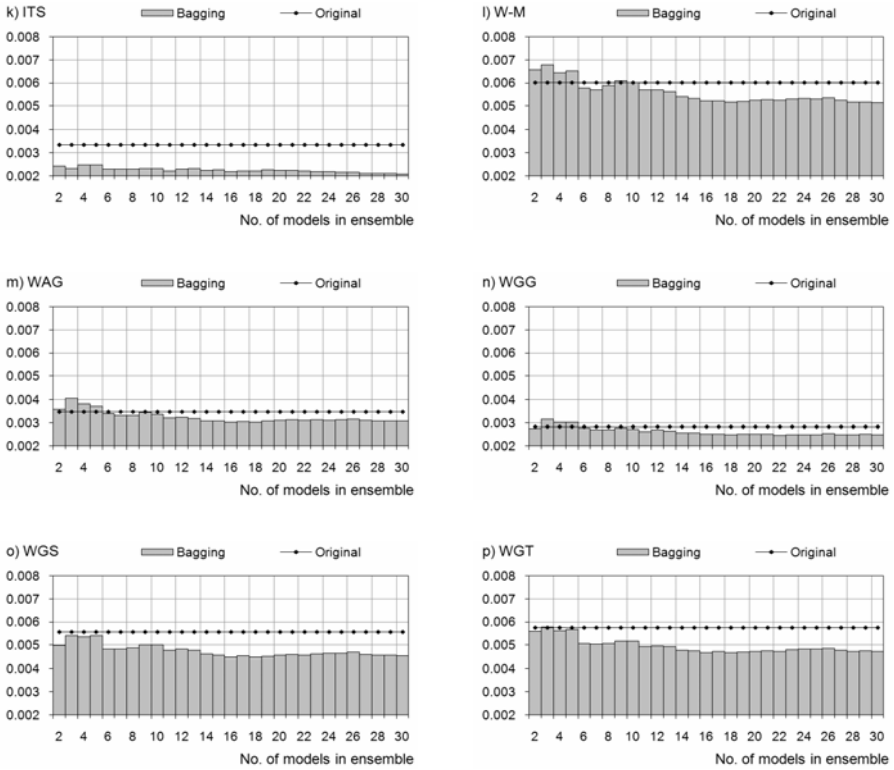 k) ITS Bagging Original
0.008
0.007
0.006
0.005
0.004
0.003
0.002
2 4 6 8 10 12 14 16 18 20 22 24 26 28 30
No. of models in ensemble
l) W-M Bagging Original
0.008
0.007
0.006
0.005
0.004
0.003
0.002
2 4 6 8 10 12 14 16 18 20 22 24 26 28 30
No. of models in ensemble
m) WAG Bagging Original
0.008
0.007
0.006
0.005
0.004
0.003
0.002
2 4 6 8 10 12 14 16 18 20 22 24 26 28 30
No. of models in ensemble
n) WGG Bagging Original
0.008
0.007
0.006
0.005
0.004
0.003
0.002
2 4 6 8 10 12 14 16 18 20 22 24 26 28 30
No. of models in ensemble
o) WGS Bagging Original
0.008
0.007
0.006
0.005
0.004
0.003
0.002
2 4 6 8 10 12 14 16 18 20 22 24 26 28 30
No. of models in ensemble
p) WGT Bagging Original
0.008
0.007
0.006
0.005
0.004
0.003
0.002
2 4 6 8 10 12 14 16 18 20 22 24 26 28 30
No. of models in ensemble